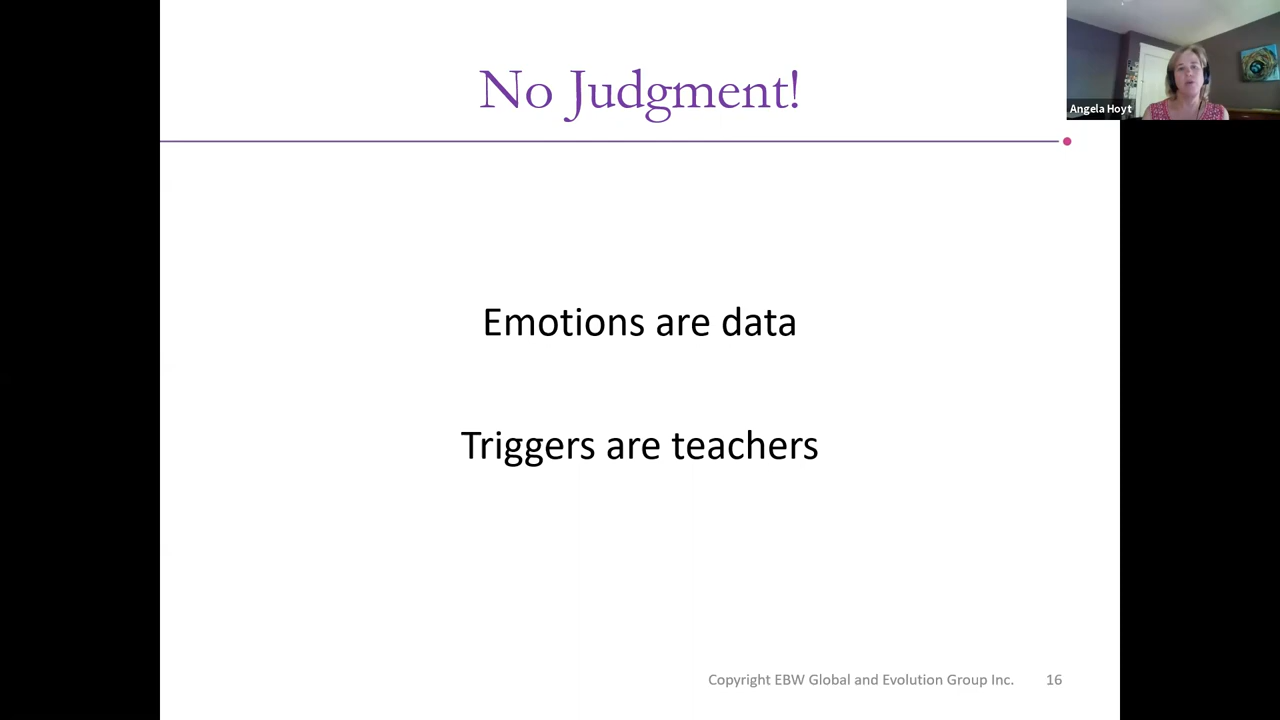 No Judgment!
Angela Hoyt
Emotions are data
Triggers are teachers
Copyright EBW Global and Evolution Group Inc. 16